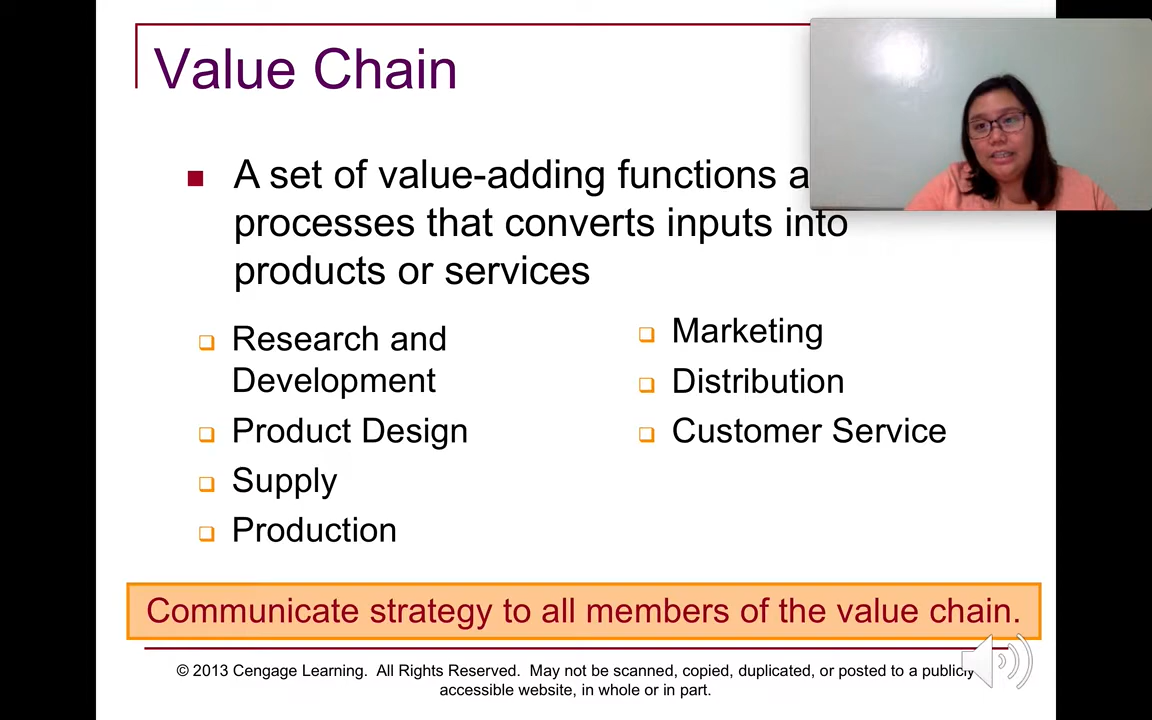 Value Chain
A set of value-adding functions a
processes that converts inputs into
products or services
Research and
Development
Product Design
Supply
Production
Marketing
Distribution
Customer Service
Communicate strategy to all members of the value chain.
© 2013 Cengage Learning. All Rights Reserved. May not be scanned, copied, duplicated, or posted to a publicly
accessible website, in whole or in part.